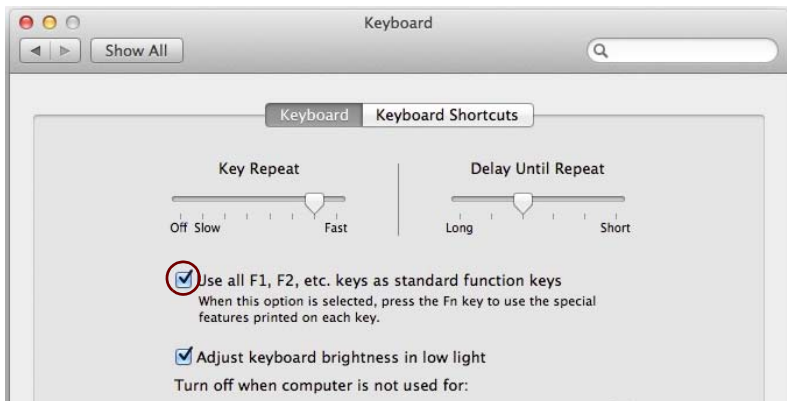 Keyboard
Show All
Keyboard Keyboard Shortcuts
Key Repeat Delay Until Repeat
Off Slow Fast Long Short
Use all F1, F2, etc. keys as standard function keys
When this option is selected, press the Fn key to use the special
features printed on each key.
Adjust keyboard brightness in low light
Turn off when computer is not used for: